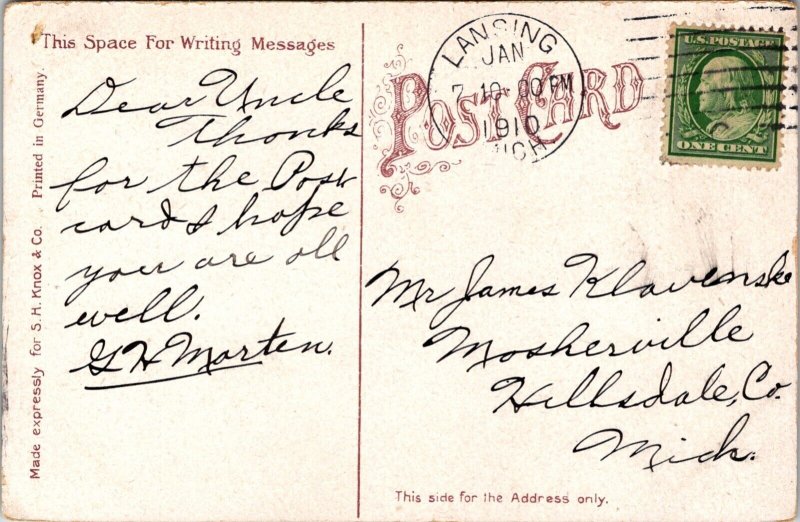 This Space For Writing Messages
Dear Uncle
Thanks
for the Post
card & hope
you are all
well.
G H Marten.
Made expressly for S. H. Knox & Co. Printed in Germany.
POST CARD
LANSING
JAN
7-10-00 PM
1910
MICH
U.S. POSTAGE
ONE CENT
Mr James Klavenske
Mosherville
Hillsdale, Co.
Mich.
This side for the Address only.